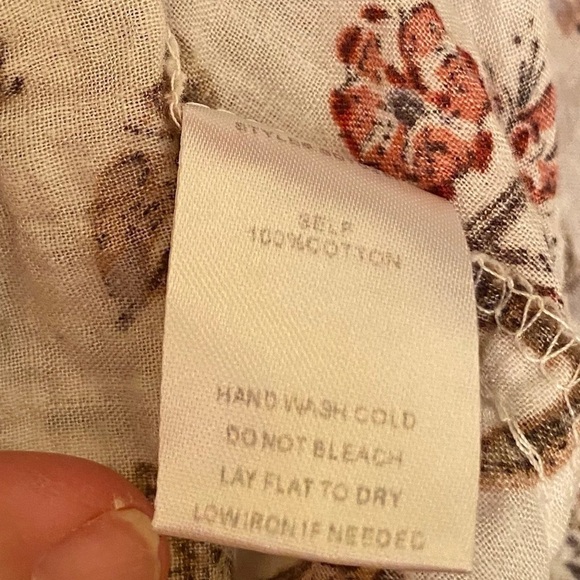 SELF
100%COTTON
HAND WASH COLD
DO NOT BLEACH
LAY FLAT TO DRY
LOW IRON IF NEEDED